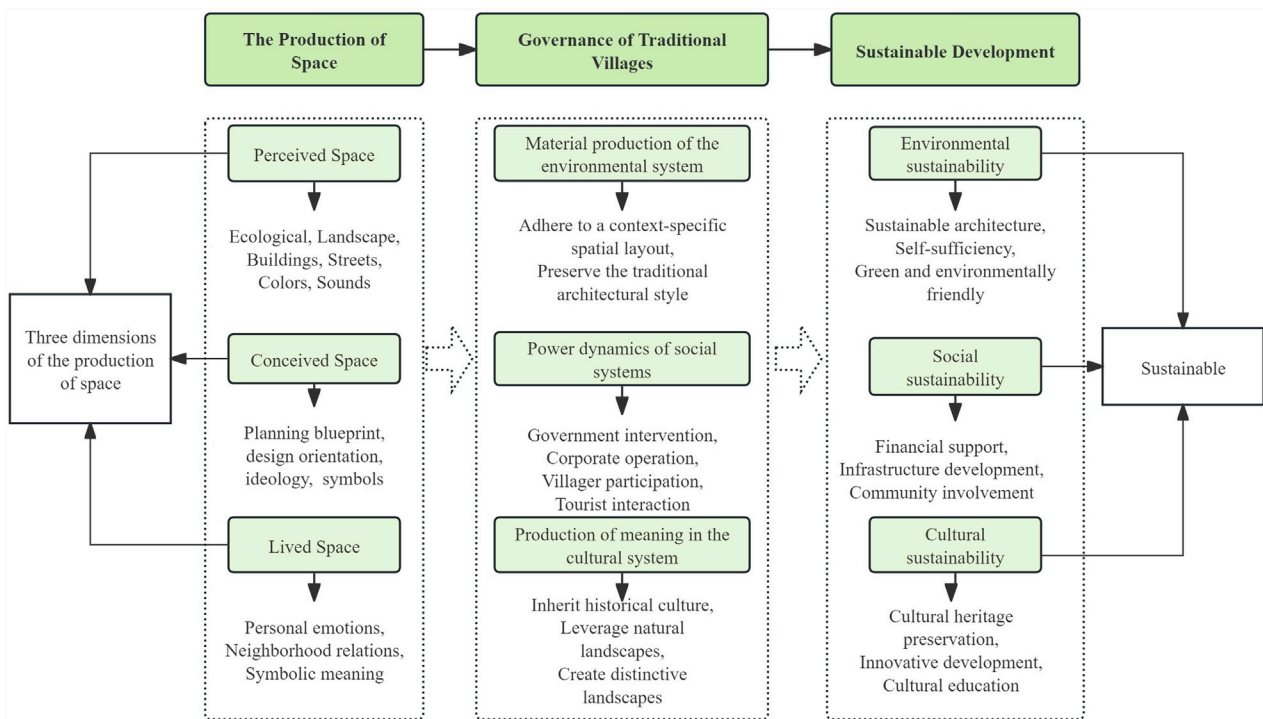 The Production of
Space
Governance of Traditional
Villages
Sustainable Development
Three dimensions
of the production
of space
Perceived Space
Ecological, Landscape,
Buildings, Streets,
Colors, Sounds
Conceived Space
Planning blueprint,
design orientation,
ideology, symbols
Lived Space
Personal emotions,
Neighborhood relations,
Symbolic meaning
Material production of the
environmental system
Adhere to a context-specific
spatial layout,
Preserve the traditional
architectural style
Power dynamics of social
systems
Government intervention,
Corporate operation,
Villager participation,
Tourist interaction
Production of meaning in the
cultural system
Inherit historical culture,
Leverage natural
landscapes,
Create distinctive
landscapes
Environmental
sustainability
Sustainable architecture,
Self-sufficiency,
Green and environmentally
friendly
Social
sustainability
Financial support,
Infrastructure development,
Community involvement
Cultural
sustainability
Cultural heritage
preservation,
Innovative development,
Cultural education
Sustainable